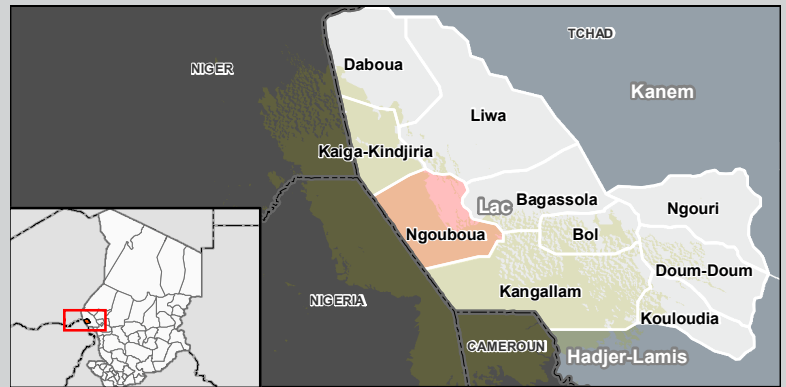 TCHAD
Daboua
NIGER
Kanem
Liwa
Kaiga-Kindjiria
Bagassola
Lac
Ngouri
Ngouboua
Bol
Doum-Doum
Kangallam
NIGERIA
Kouloudia
CAMEROUN
Hadjer-Lamis